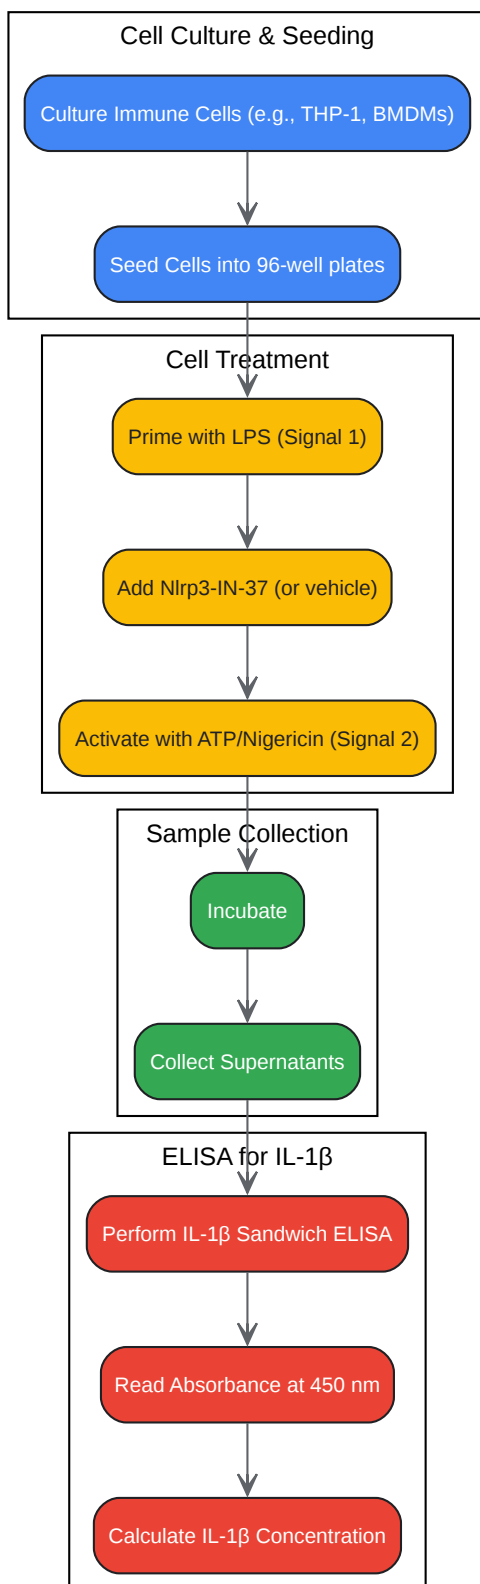 Cell Culture & Seeding
Culture Immune Cells (e.g., THP-1, BMDMs)
Seed Cells into 96-well plates
Cell Treatment
Prime with LPS (Signal 1)
Add Nlrp3-IN-37 (or vehicle)
Activate with ATP/Nigericin (Signal 2)
Sample Collection
Incubate
Collect Supernatants
ELISA for IL-1β
Perform IL-1β Sandwich ELISA
Read Absorbance at 450 nm
Calculate IL-1β Concentration